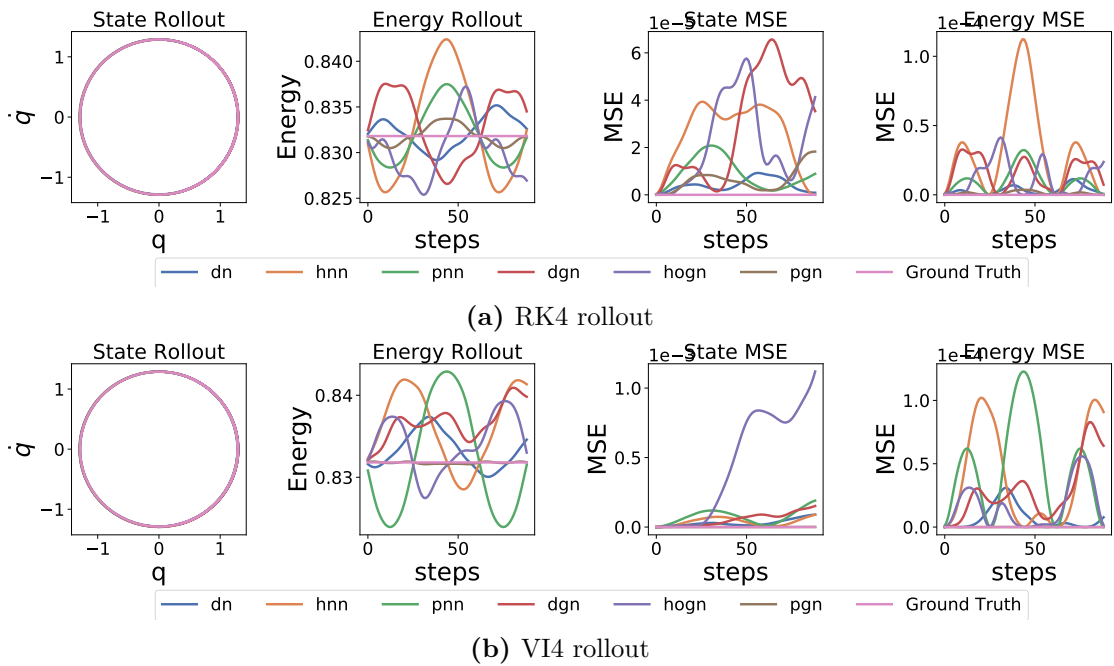 State Rollout
Energy Rollout
State MSE
Energy MSE
1e−5
1e−4
1
0
−1
q̇
−1
0
1
q
0.840
0.835
0.830
0.825
Energy
0
50
steps
6
4
2
0
MSE
0
50
steps
1.0
0.5
0.0
MSE
0
50
steps
dn hnn pnn dgn hogn pgn Ground Truth
(a) RK4 rollout
State Rollout
Energy Rollout
State MSE
Energy MSE
1e−4
1
0
−1
q̇
−1
0
1
q
0.84
0.83
Energy
0
50
steps
1.0
0.5
0.0
MSE
0
50
steps
1.0
0.5
0.0
MSE
0
50
steps
dn hnn pnn dgn hogn pgn Ground Truth
(b) VI4 rollout